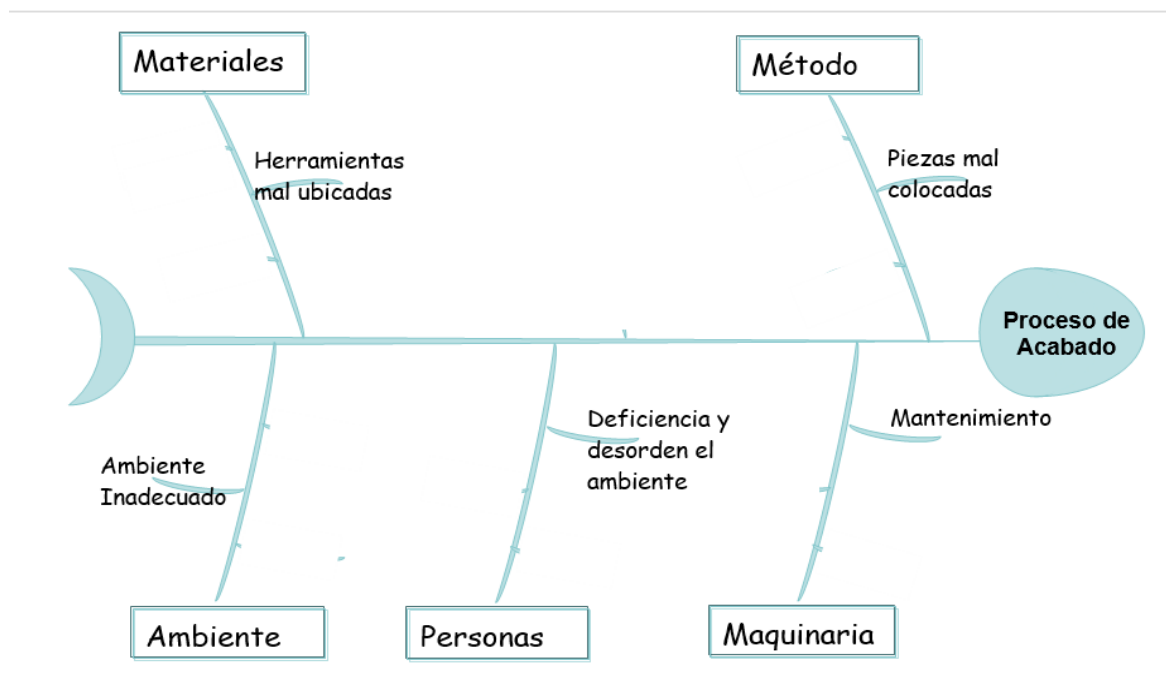 Materiales
Método
Herramientas
mal ubicadas
Piezas mal
colocadas
Proceso de
Acabado
Ambiente
Inadecuado
Deficiencia y
desorden el
ambiente
Mantenimiento
Ambiente
Personas
Maquinaria